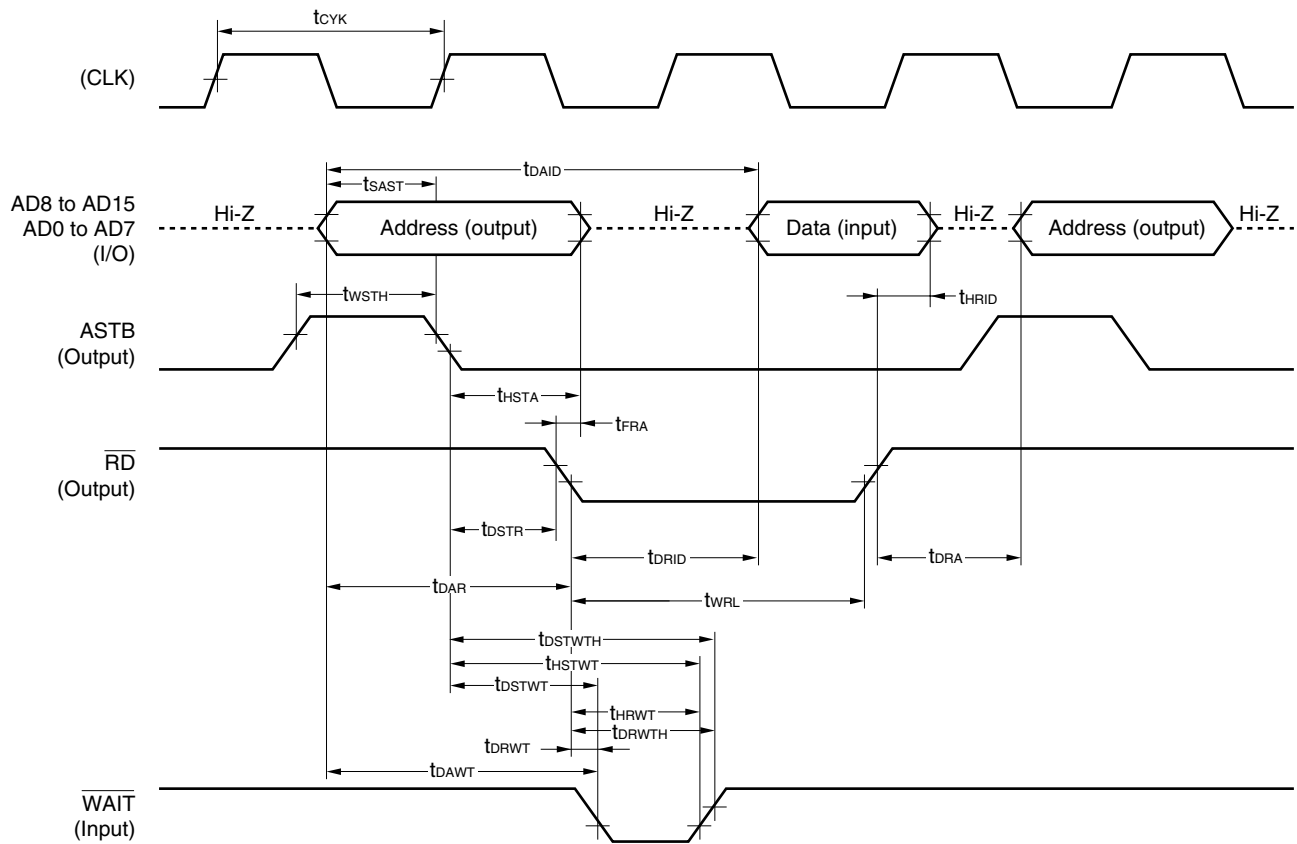 tCYK
(CLK)
tDAID
tSAST
AD8 to AD15
AD0 to AD7
(I/O)
Hi-Z
Address (output)
Hi-Z
Data (input)
Hi-Z
Address (output)
Hi-Z
tWSTH
tHRID
ASTB
(Output)
tHSTA
tFRA
RD
(Output)
tDSTR
tDRID
tDRA
tDAR
tWRL
tDSTWTH
tHSTWT
tDSTWT
tHRWT
tDRWTH
tDRWT
tDAWT
WAIT
(Input)